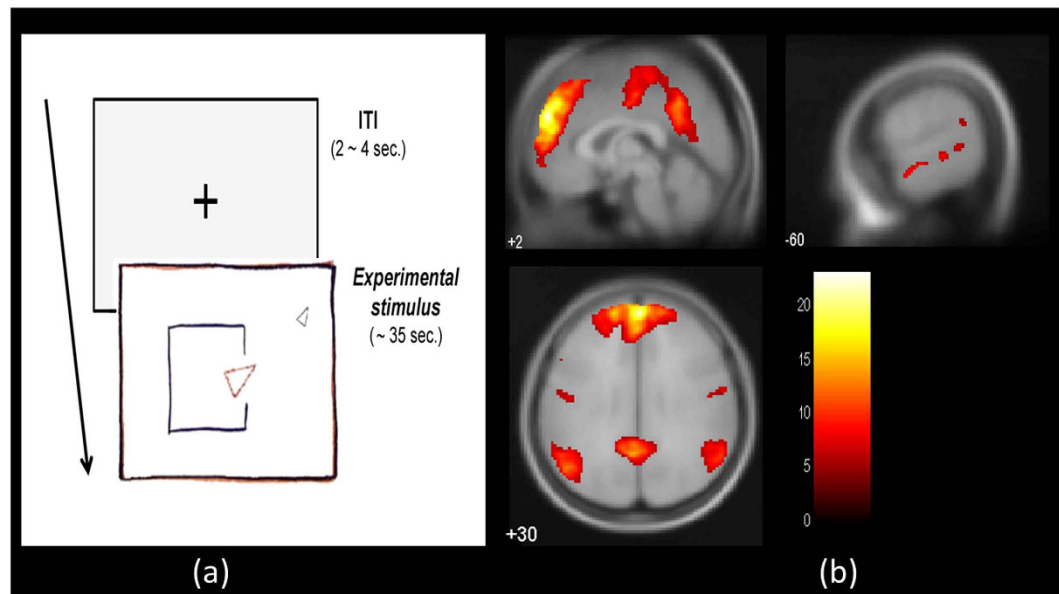 ITI
(2 ~ 4 sec.)
+
Experimental
stimulus
(~ 35 sec.)
(a)
+2
-60
+30
20
15
10
5
0
(b)